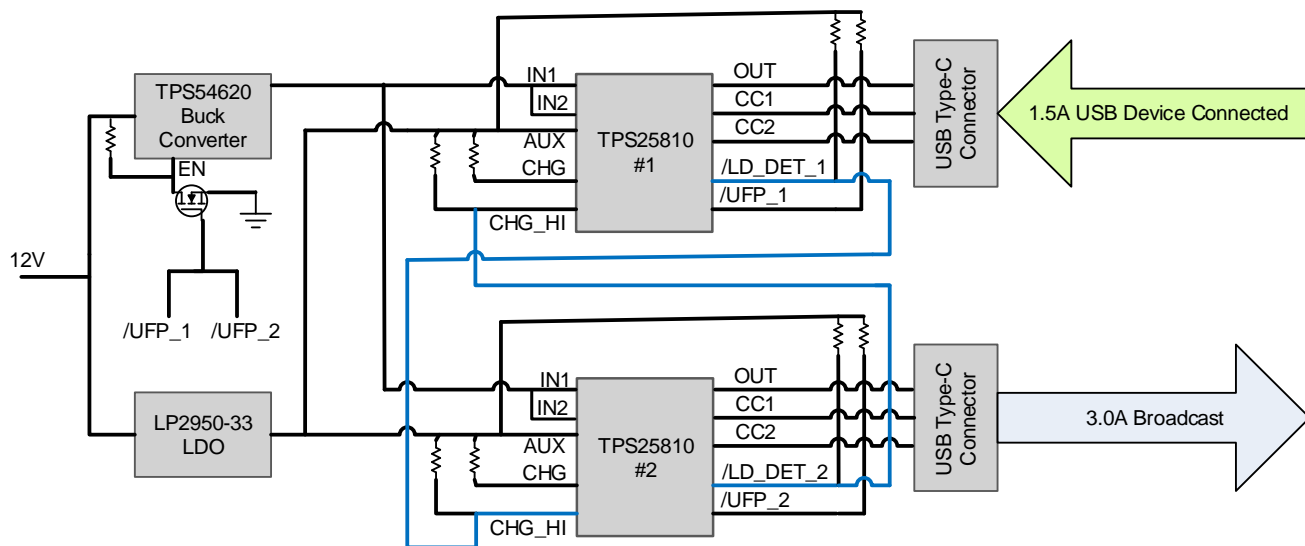 TPS54620
Buck
Converter
EN
12V
/UFP_1
/UFP_2
LP2950-33
LDO
IN1
IN2
AUX
CHG
CHG_HI
TPS25810
#1
OUT
CC1
CC2
/LD_DET_1
/UFP_1
USB Type-C
Connector
1.5A USB Device Connected
IN1
IN2
AUX
CHG
CHG_HI
TPS25810
#2
OUT
CC1
CC2
/LD_DET_2
/UFP_2
USB Type-C
Connector
3.0A Broadcast